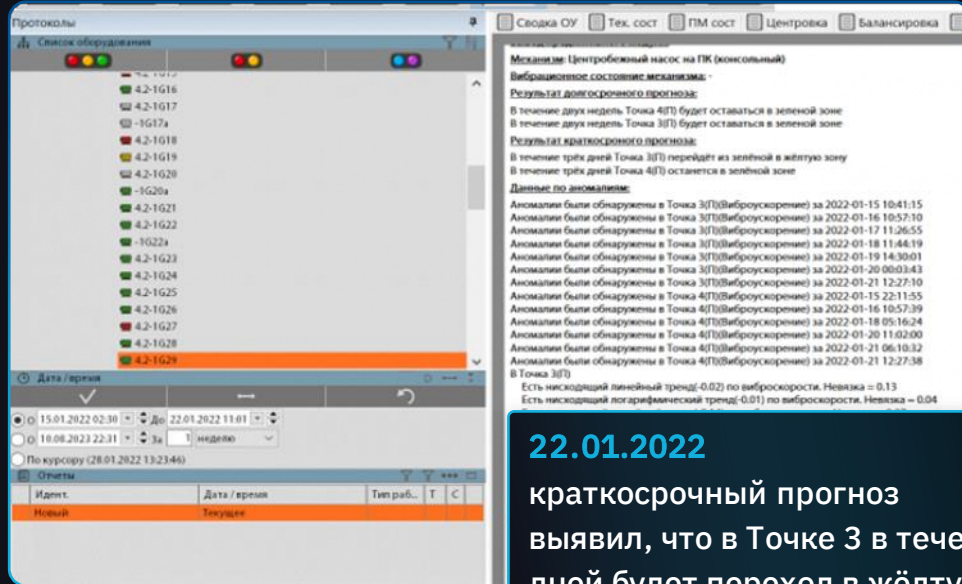 Протоколы
Список оборудования
4.2-1G15
4.2-1G16
4.2-1G17
-1G17a
4.2-1G18
4.2-1G19
4.2-1G20
-1G20a
4.2-1G21
4.2-1G22
-1G22a
4.2-1G23
4.2-1G24
4.2-1G25
4.2-1G26
4.2-1G27
4.2-1G28
4.2-1G29
Дата / время
О 15.01.2022 02:30 До 22.01.2022 11:01
О 10.08.2023 22:31 За 1 неделю
По курсору (28.01.2022 13:23:46)
Отчеты
Идент. Дата / время Тип раб... Т С
Новый Текущее
Сводка ОУ Тех. сост ПМ сост Центровка Балансировка
Механизм: Центробежный насос на ПК (консольный)
Вибрационное состояние механизма: -
Результат долгосрочного прогноза:
В течение двух недель Точка 4(П) будет оставаться в зеленой зоне
В течение двух недель Точка 3(П) будет оставаться в зеленой зоне
Результат краткосроного прогноза:
В течение трёх дней Точка 3(П) перейдёт из зелёной в жёлтую зону
В течение трёх дней Точка 4(П) останется в зелёной зоне
Данные по аномалиям:
Аномалии были обнаружены в Точка 3(П)(Виброускорение) за 2022-01-15 10:41:15
Аномалии были обнаружены в Точка 3(П)(Виброускорение) за 2022-01-16 10:57:10
Аномалии были обнаружены в Точка 3(П)(Виброускорение) за 2022-01-17 11:26:55
Аномалии были обнаружены в Точка 3(П)(Виброускорение) за 2022-01-18 11:44:19
Аномалии были обнаружены в Точка 3(П)(Виброускорение) за 2022-01-19 14:30:01
Аномалии были обнаружены в Точка 3(П)(Виброускорение) за 2022-01-20 00:03:43
Аномалии были обнаружены в Точка 3(П)(Виброускорение) за 2022-01-21 12:27:10
Аномалии были обнаружены в Точка 4(П)(Виброускорение) за 2022-01-15 22:11:55
Аномалии были обнаружены в Точка 4(П)(Виброускорение) за 2022-01-16 10:57:39
Аномалии были обнаружены в Точка 4(П)(Виброускорение) за 2022-01-18 05:16:24
Аномалии были обнаружены в Точка 4(П)(Виброускорение) за 2022-01-20 11:02:00
Аномалии были обнаружены в Точка 4(П)(Виброускорение) за 2022-01-21 06:10:32
Аномалии были обнаружены в Точка 4(П)(Виброускорение) за 2022-01-21 12:27:38
В Точка 3(П)
Есть нисходящий линейный тренд(-0.02) по виброскорости. Невязка = 0.13
Есть нисходящий логарифмический тренд(-0.01) по виброскорости. Невязка = 0.04
22.01.2022
краткосрочный прогноз
выявил, что в Точке 3 в тече
дней будет переход в жёлту